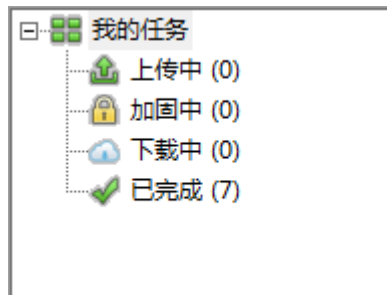 我的任务
上传中 (0)
加固中 (0)
下载中 (0)
已完成 (7)